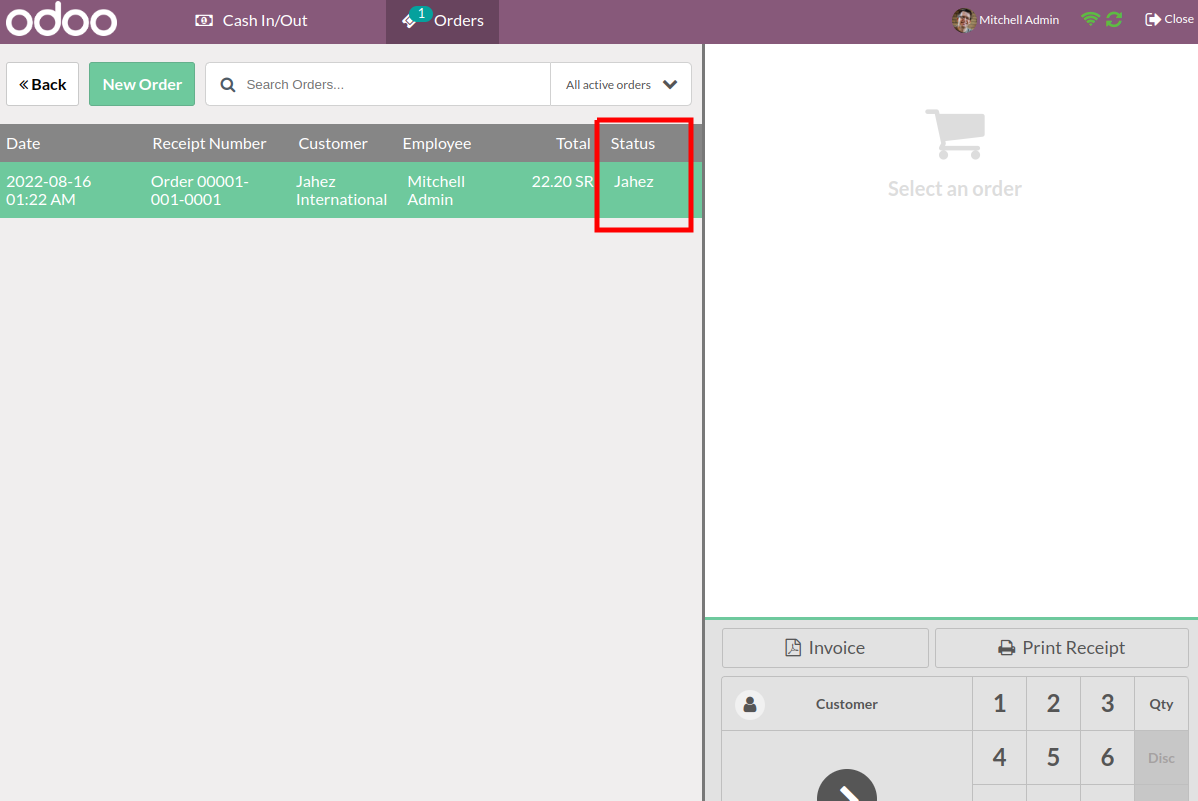 odoo
Cash In/Out
1
Orders
Mitchell Admin
Close
Back
New Order
Search Orders...
All active orders
Date Receipt Number Customer Employee Total Status
2022-08-16 01:22 AM
Order 00001-001-0001
Jahez International
Mitchell Admin
22.20 SR
Jahez
Select an order
Invoice
Print Receipt
Customer
1 2 3 Qty
4 5 6 Disc